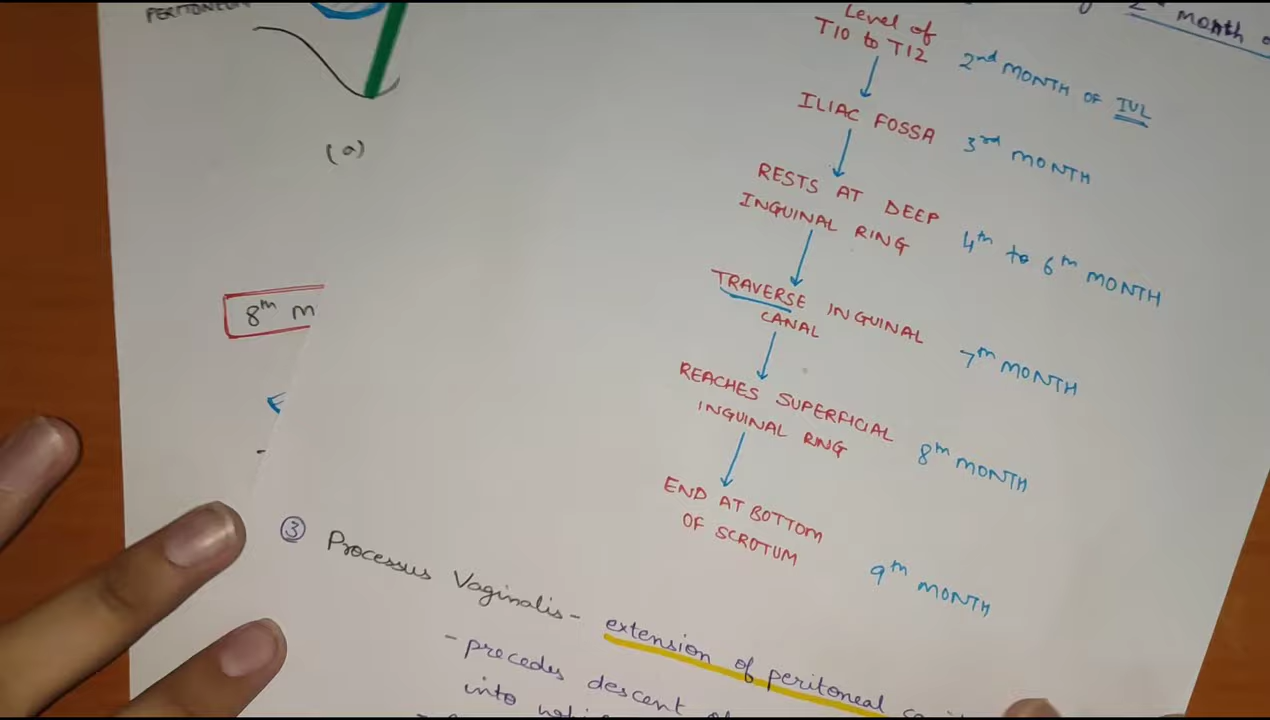 PERITONEUM
(a)
8th m
2nd month
Level of
T10 to T12
2nd MONTH OF IUL
ILIAC FOSSA
3rd MONTH
RESTS AT DEEP
INGUINAL RING
4th to 6th MONTH
TRAVERSE INGUINAL
CANAL
7th MONTH
REACHES SUPERFICIAL
INGUINAL RING
8th MONTH
END AT BOTTOM
OF SCROTUM
9th MONTH
③ Processus Vaginalis - extension of peritoneal
- precedes descent
into